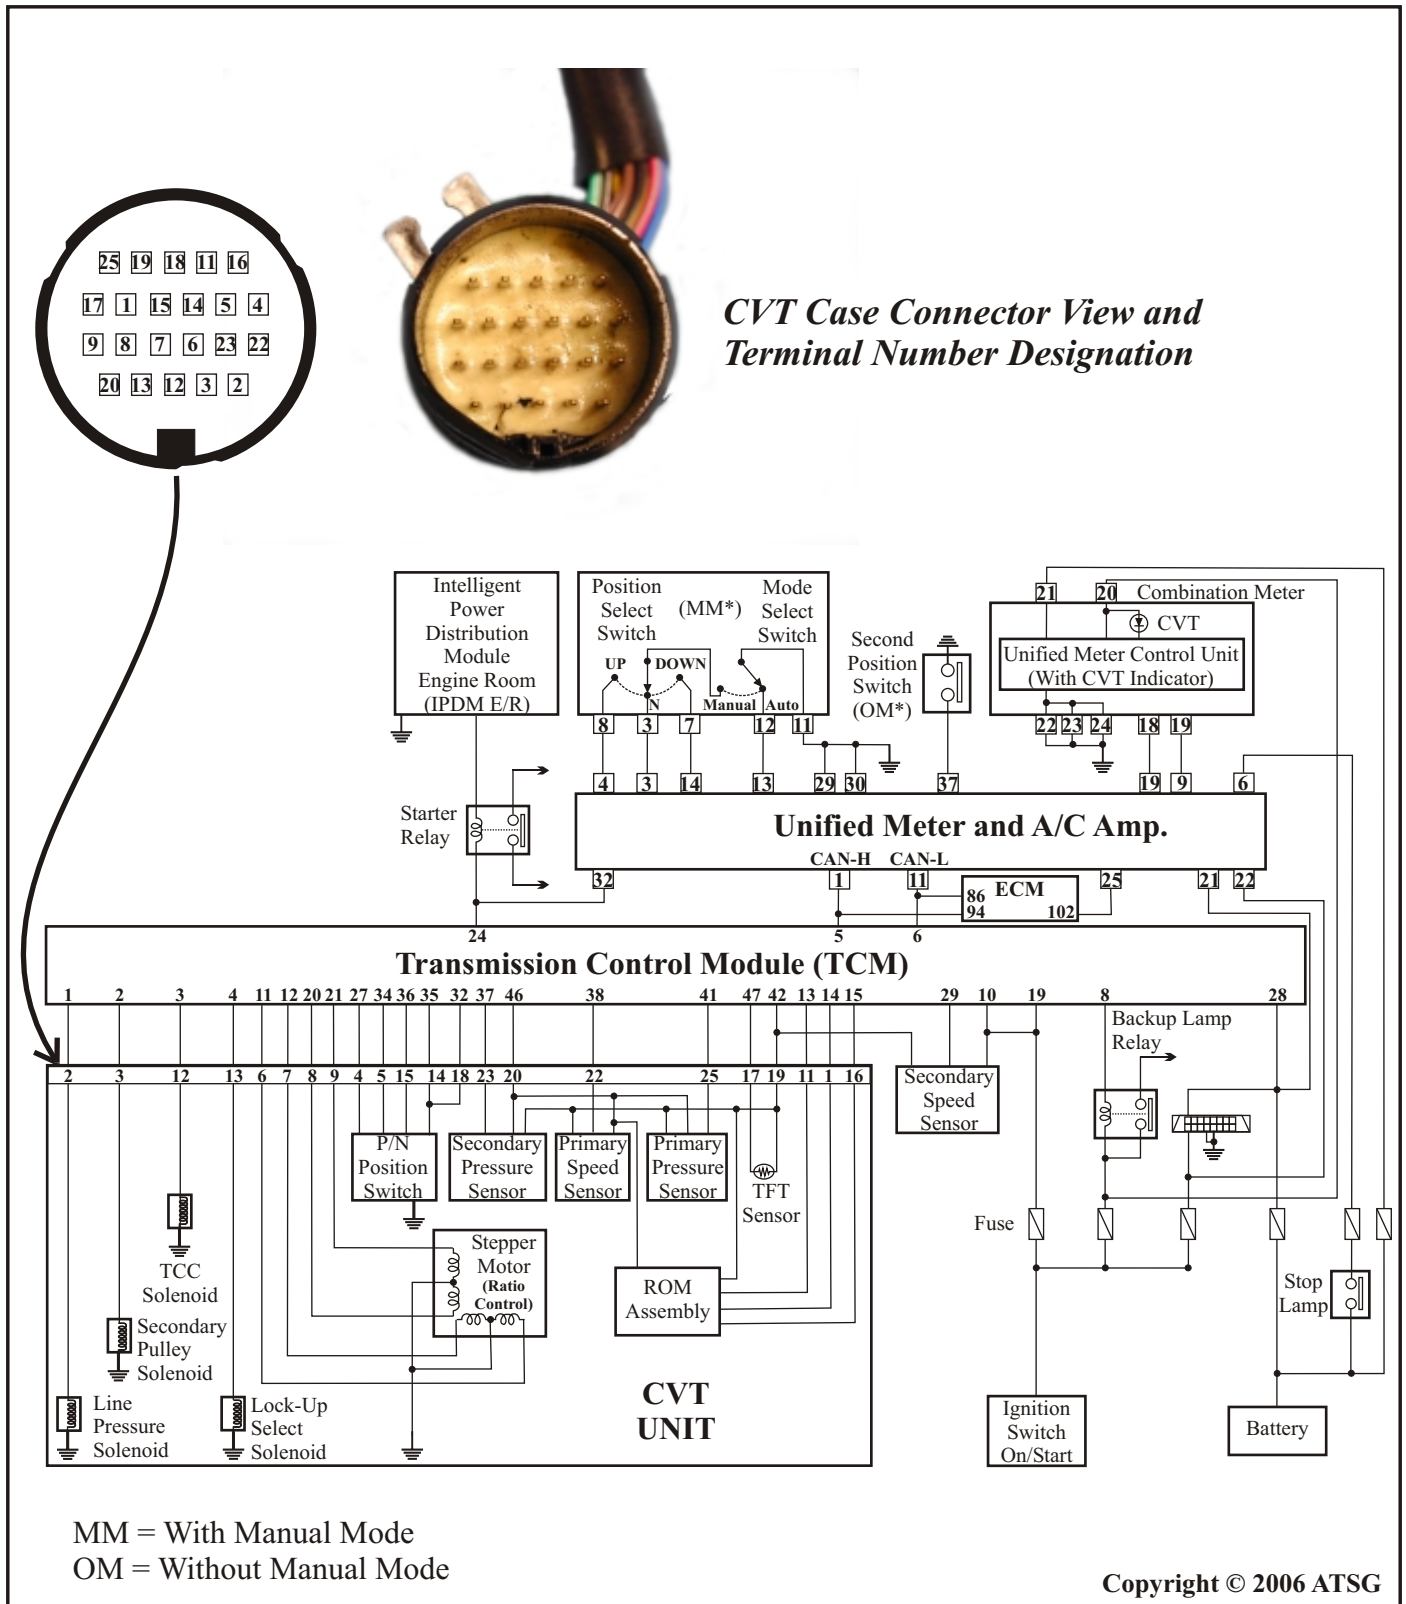 25 19 18 11 16
17 1 15 14 5 4
9 8 7 6 23 22
20 13 12 3 2
CVT Case Connector View and
Terminal Number Designation
Intelligent
Power
Distribution
Module
Engine Room
(IPDM E/R)
Position
Select
Switch
(MM*)
Mode
Select
Switch
UP
DOWN
N
Manual
Auto
8 3 7 12 11
Second
Position
Switch
(OM*)
21 20
Combination Meter
CVT
Unified Meter Control Unit
(With CVT Indicator)
22 23 24 18 19
Starter
Relay
4 3 14 13 29 30 37 19 9 6
Unified Meter and A/C Amp.
CAN-H CAN-L
32 1 11 25 21 22
ECM
86
94 102
24 5 6
Transmission Control Module (TCM)
1 2 3 4 11 12 20 21 27 34 36 35 32 37 46 38 41 47 42 13 14 15 29 10 19 8 28
2 3 12 13 6 7 8 9 4 5 15 14 18 23 20 22 25 17 19 11 1 16
P/N
Position
Switch
Secondary
Pressure
Sensor
Primary
Speed
Sensor
Primary
Pressure
Sensor
TFT
Sensor
Secondary
Speed
Sensor
Backup Lamp
Relay
TCC
Solenoid
Secondary
Pulley
Solenoid
Line
Pressure
Solenoid
Lock-Up
Select
Solenoid
Stepper
Motor
(Ratio
Control)
ROM
Assembly
CVT
UNIT
Fuse
Stop
Lamp
Ignition
Switch
On/Start
Battery
MM = With Manual Mode
OM = Without Manual Mode
Copyright © 2006 ATSG